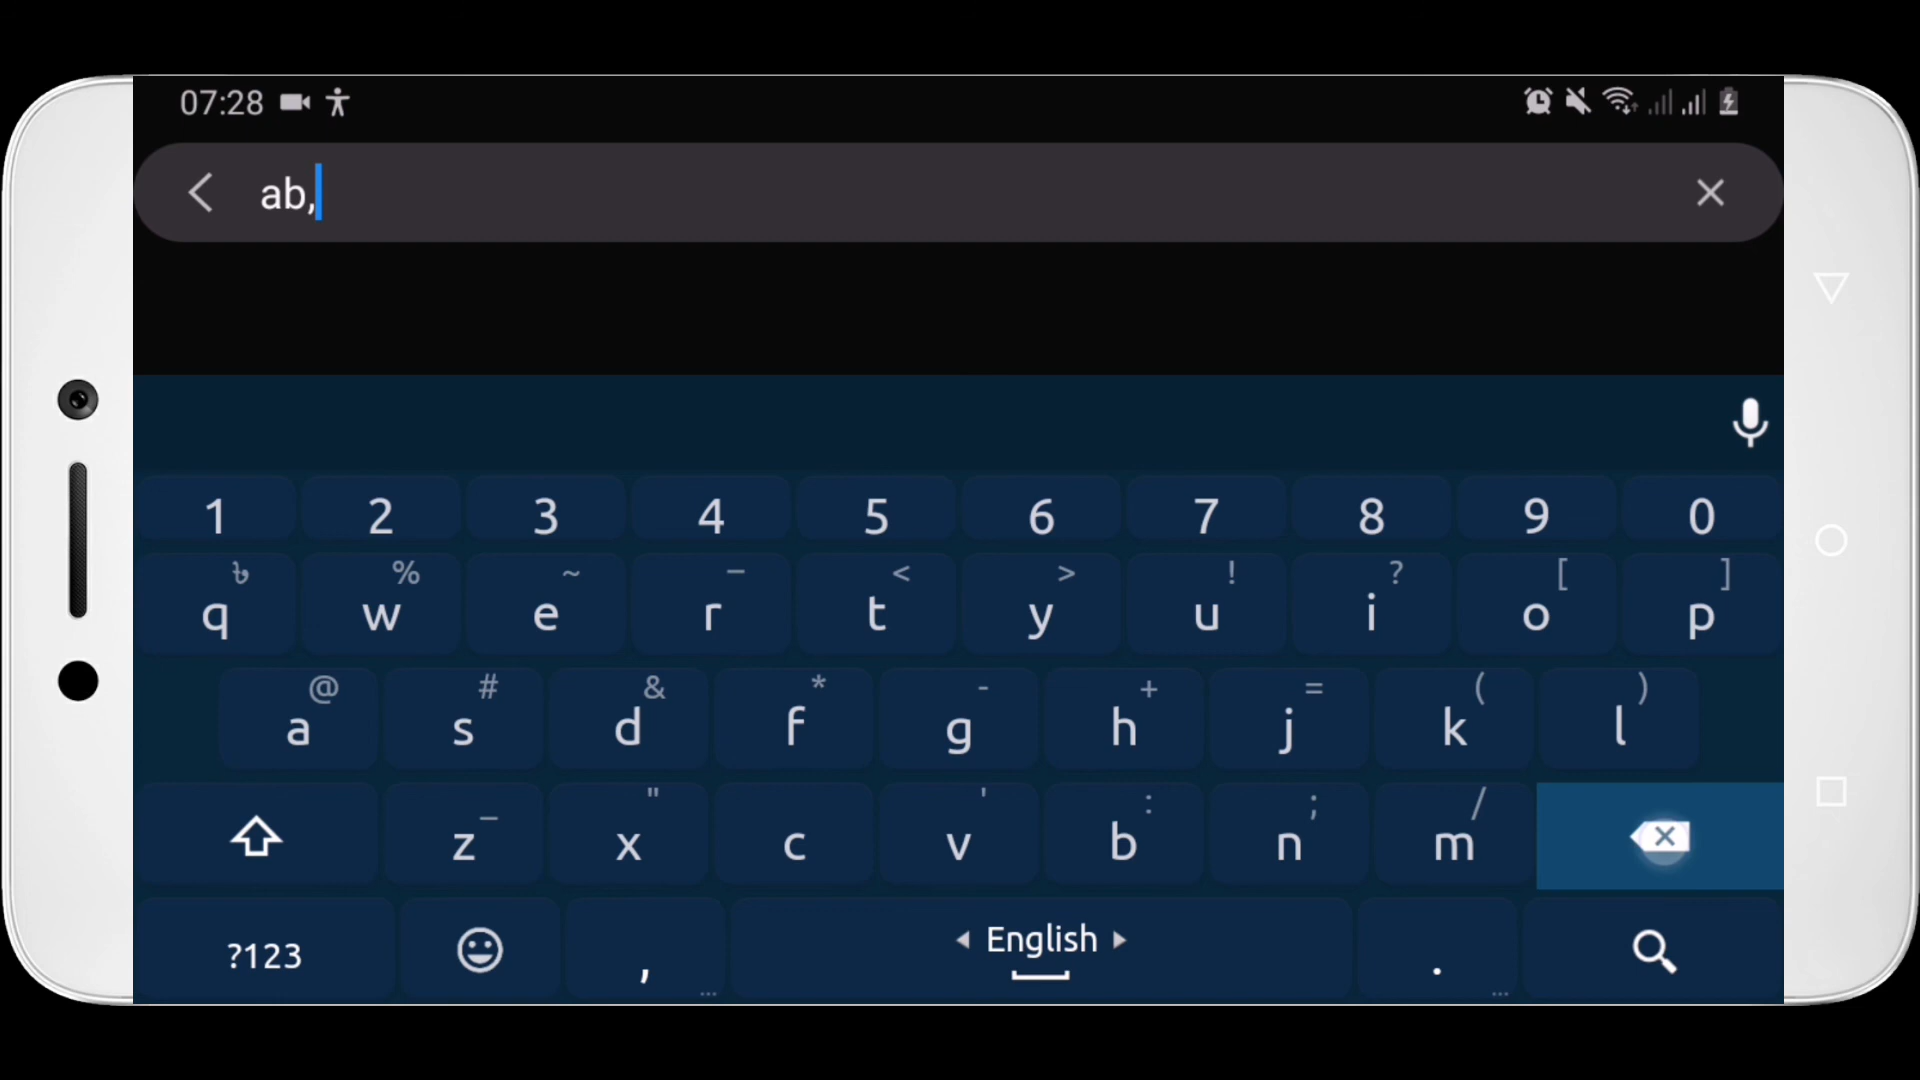 07:28
ab,
1 2 3 4 5 6 7 8 9 0
৳ % ~ – < > ! ? [ ]
q w e r t y u i o p
@ # & * - + = ( )
a s d f g h j k l
_ " ' : ; /
z x c v b n m
?123 , ... English . ...